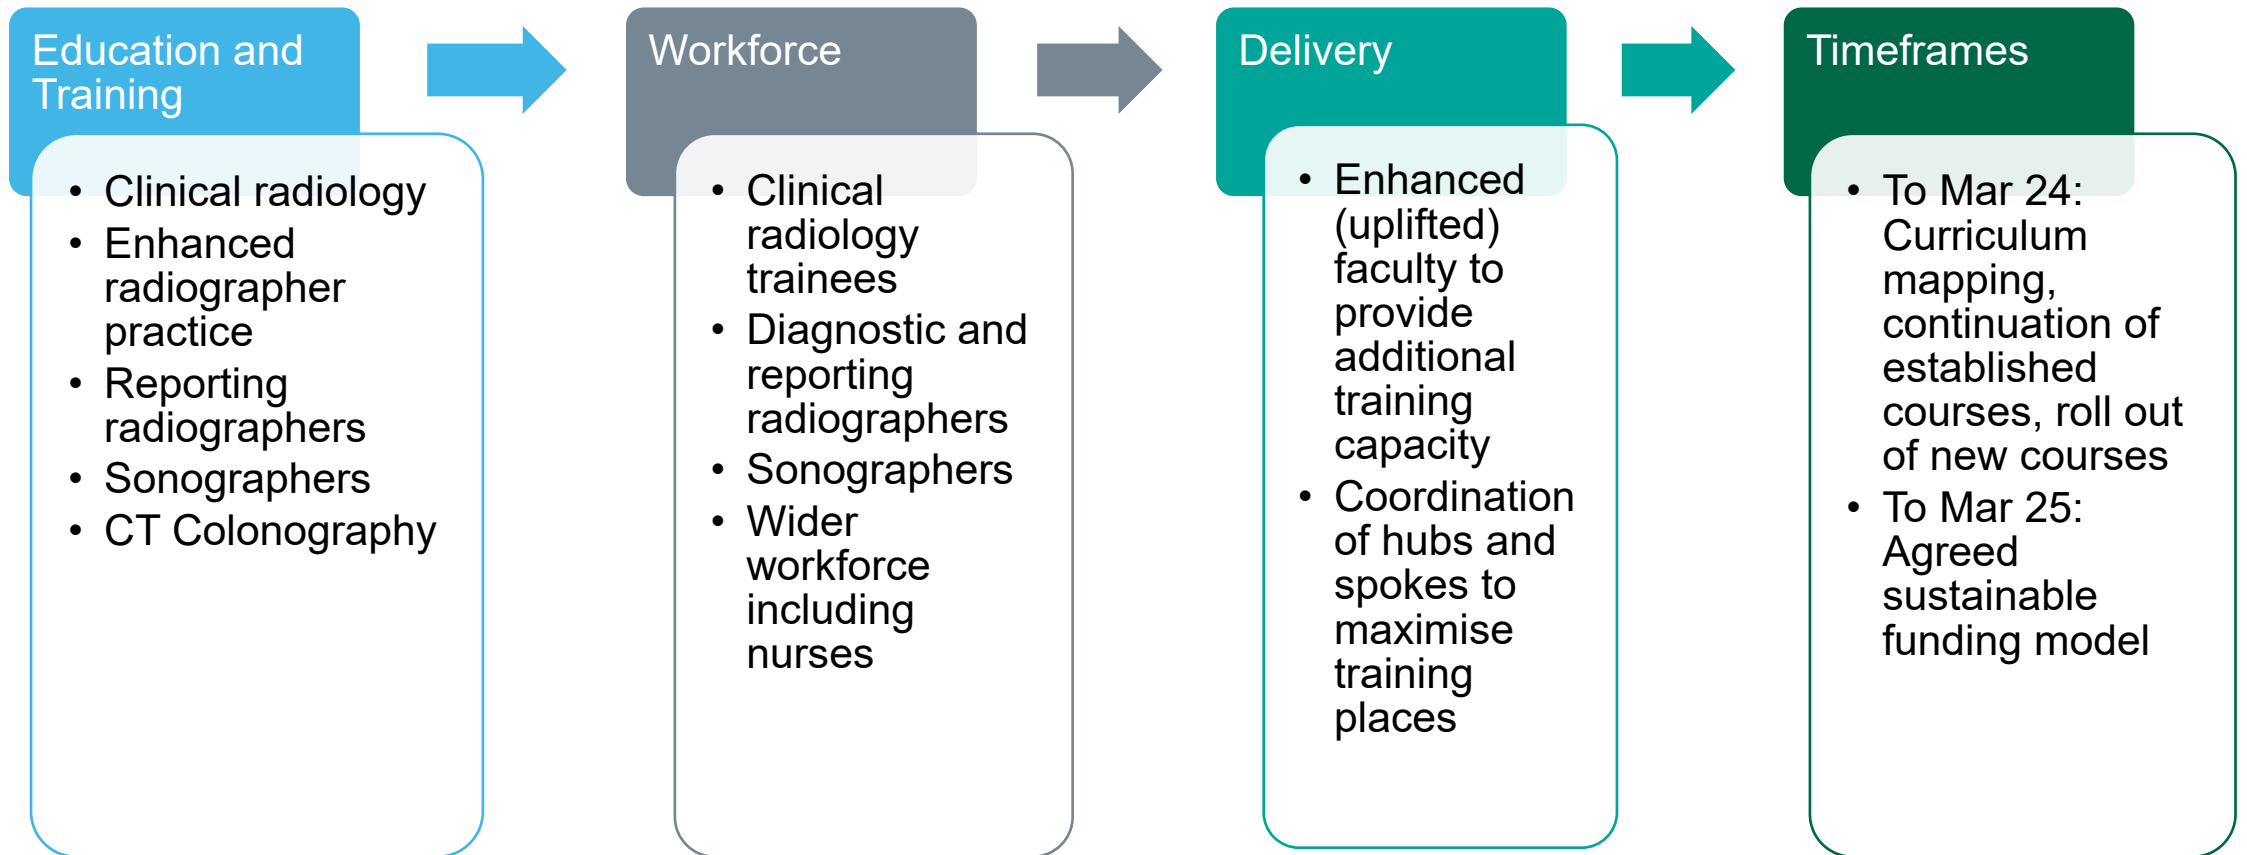 Education and
Training
• Clinical radiology
• Enhanced
radiographer
practice
• Reporting
radiographers
• Sonographers
• CT Colonography
Workforce
• Clinical
radiology
trainees
• Diagnostic and
reporting
radiographers
• Sonographers
• Wider
workforce
including
nurses
Delivery
• Enhanced
(uplifted)
faculty to
provide
additional
training
capacity
• Coordination
of hubs and
spokes to
maximise
training
places
Timeframes
• To Mar 24:
Curriculum
mapping,
continuation of
established
courses, roll out
of new courses
• To Mar 25:
Agreed
sustainable
funding model